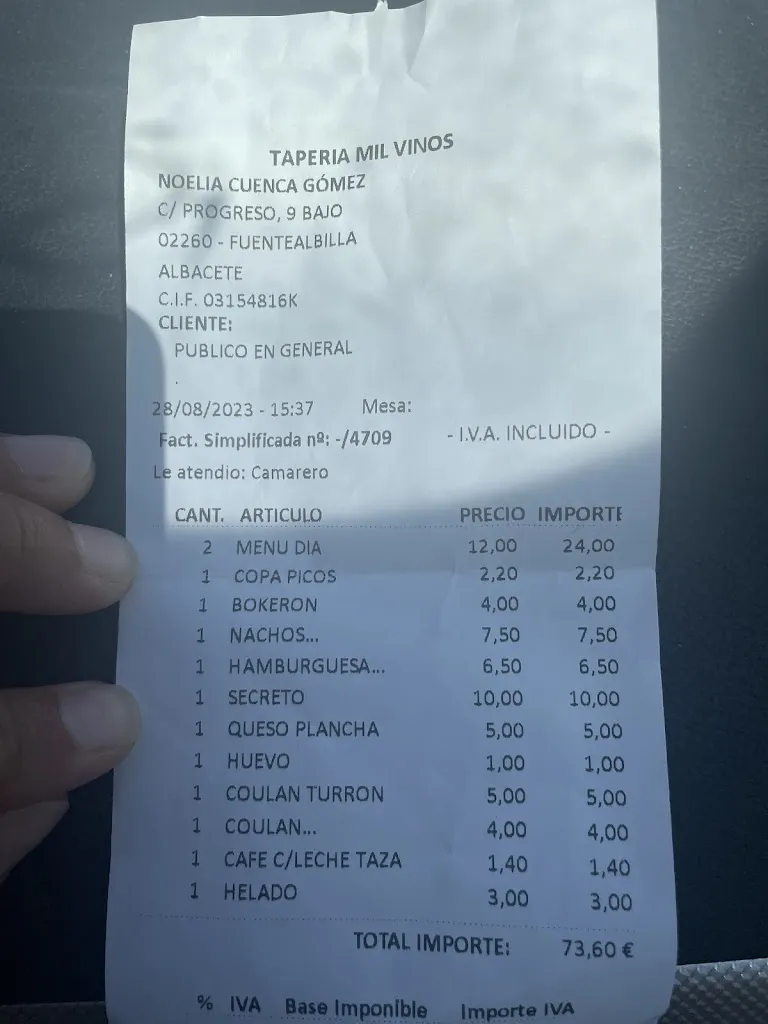 TAPERIA MIL VINOS
NOELIA CUENCA GÓMEZ
C/ PROGRESO, 9 BAJO
02260 - FUENTEALBILLA
ALBACETE
C.I.F. 03154816K
CLIENTE:
PUBLICO EN GENERAL
.
28/08/2023 - 15:37 Mesa:
Fact. Simplificada nº: -/4709 - I.V.A. INCLUIDO -
Le atendio: Camarero
CANT. ARTICULO PRECIO IMPORTE
2 MENU DIA 12,00 24,00
1 COPA PICOS 2,20 2,20
1 BOKERON 4,00 4,00
1 NACHOS... 7,50 7,50
1 HAMBURGUESA... 6,50 6,50
1 SECRETO 10,00 10,00
1 QUESO PLANCHA 5,00 5,00
1 HUEVO 1,00 1,00
1 COULAN TURRON 5,00 5,00
1 COULAN... 4,00 4,00
1 CAFE C/LECHE TAZA 1,40 1,40
1 HELADO 3,00 3,00
TOTAL IMPORTE: 73,60 €
% IVA Base Imponible Importe IVA